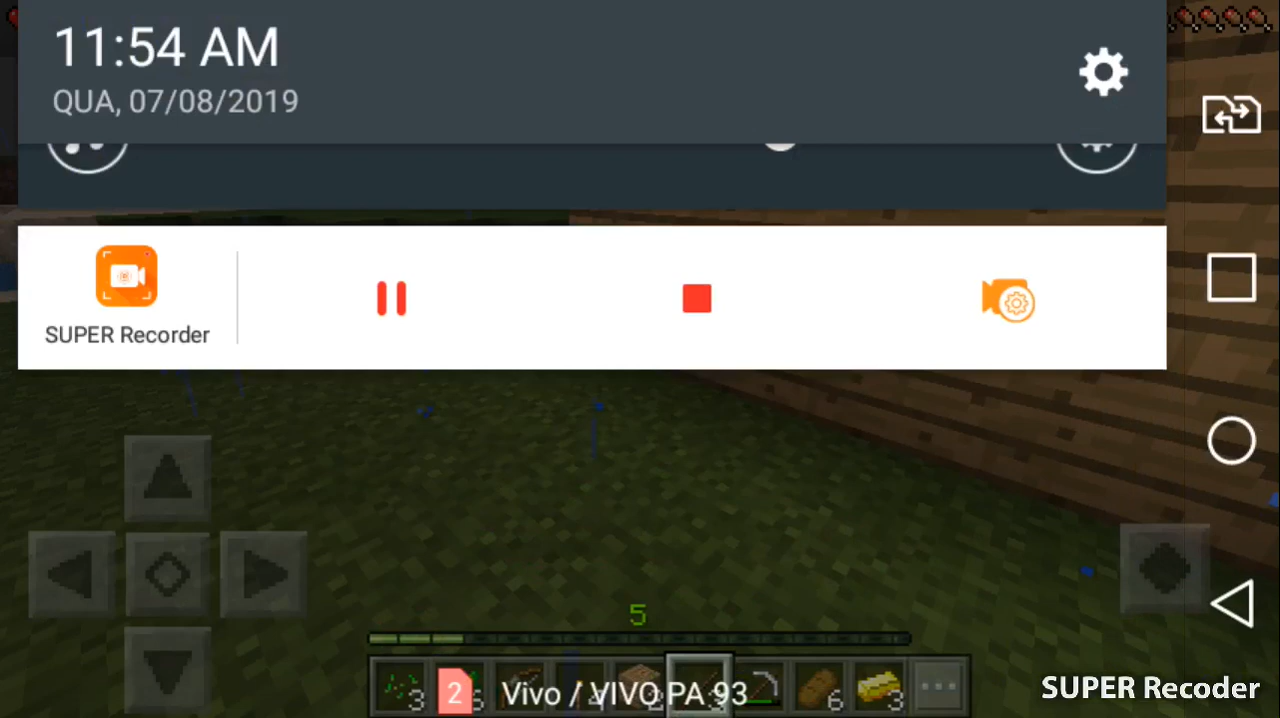 11:54 AM
QUA, 07/08/2019
SUPER Recorder
5
3
2
Vivo / VIVO PA 93
6
3
SUPER Recoder